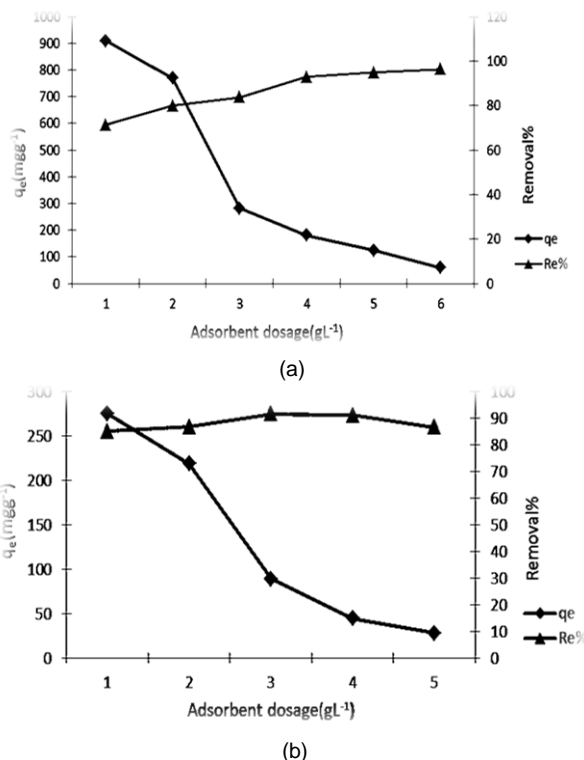 1000
900
800
700
600
500
400
300
200
100
0
qₑ(mgg⁻¹)
120
100
80
60
40
20
0
Removal%
qe
Re%
1 2 3 4 5 6
Adsorbent dosage(gL⁻¹)
(a)
300
250
200
150
100
50
0
qₑ(mgg⁻¹)
100
90
80
70
60
50
40
30
20
10
0
Removal%
qe
Re%
1 2 3 4 5
Adsorbent dosage(gL⁻¹)
(b)